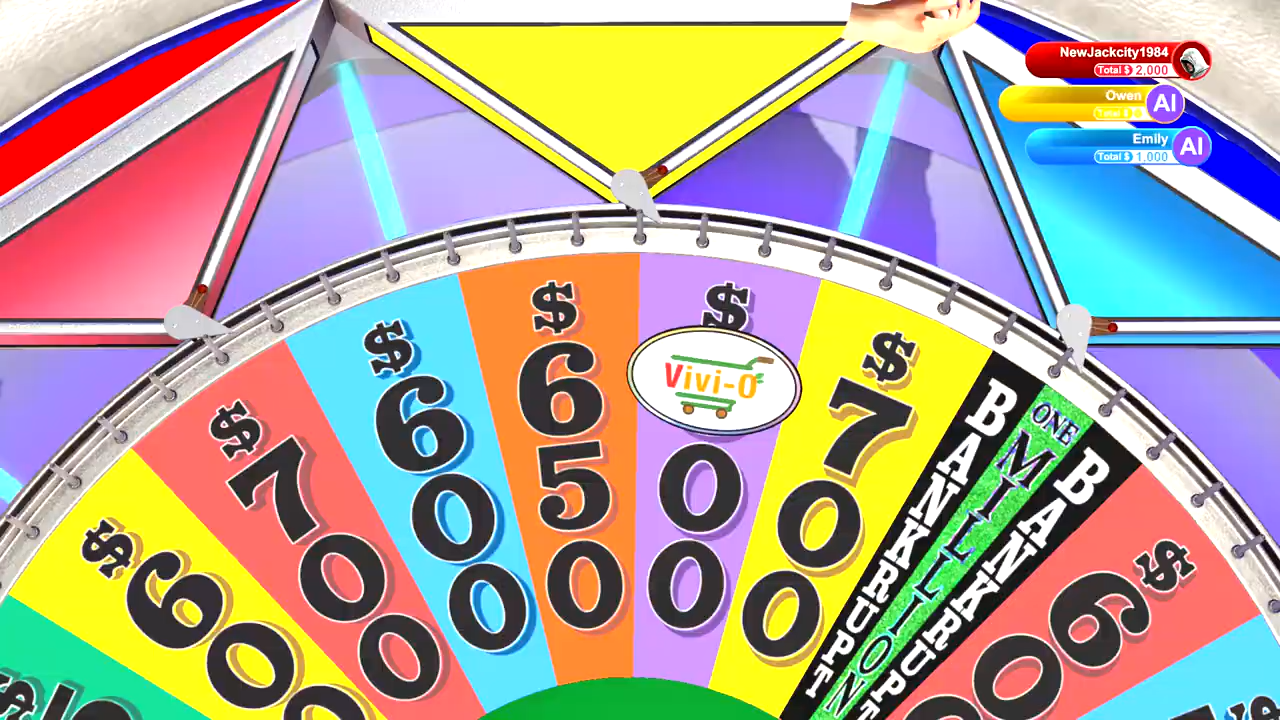 NewJackcity1984
Total $ 2,000
Owen
AI
Total $
Emily
AI
Total $ 1,000
$600
$700
$600
$650
$
Vivi-O
00
$700
BANKRUPT
ONE MILLION
BANKRUPT
$600